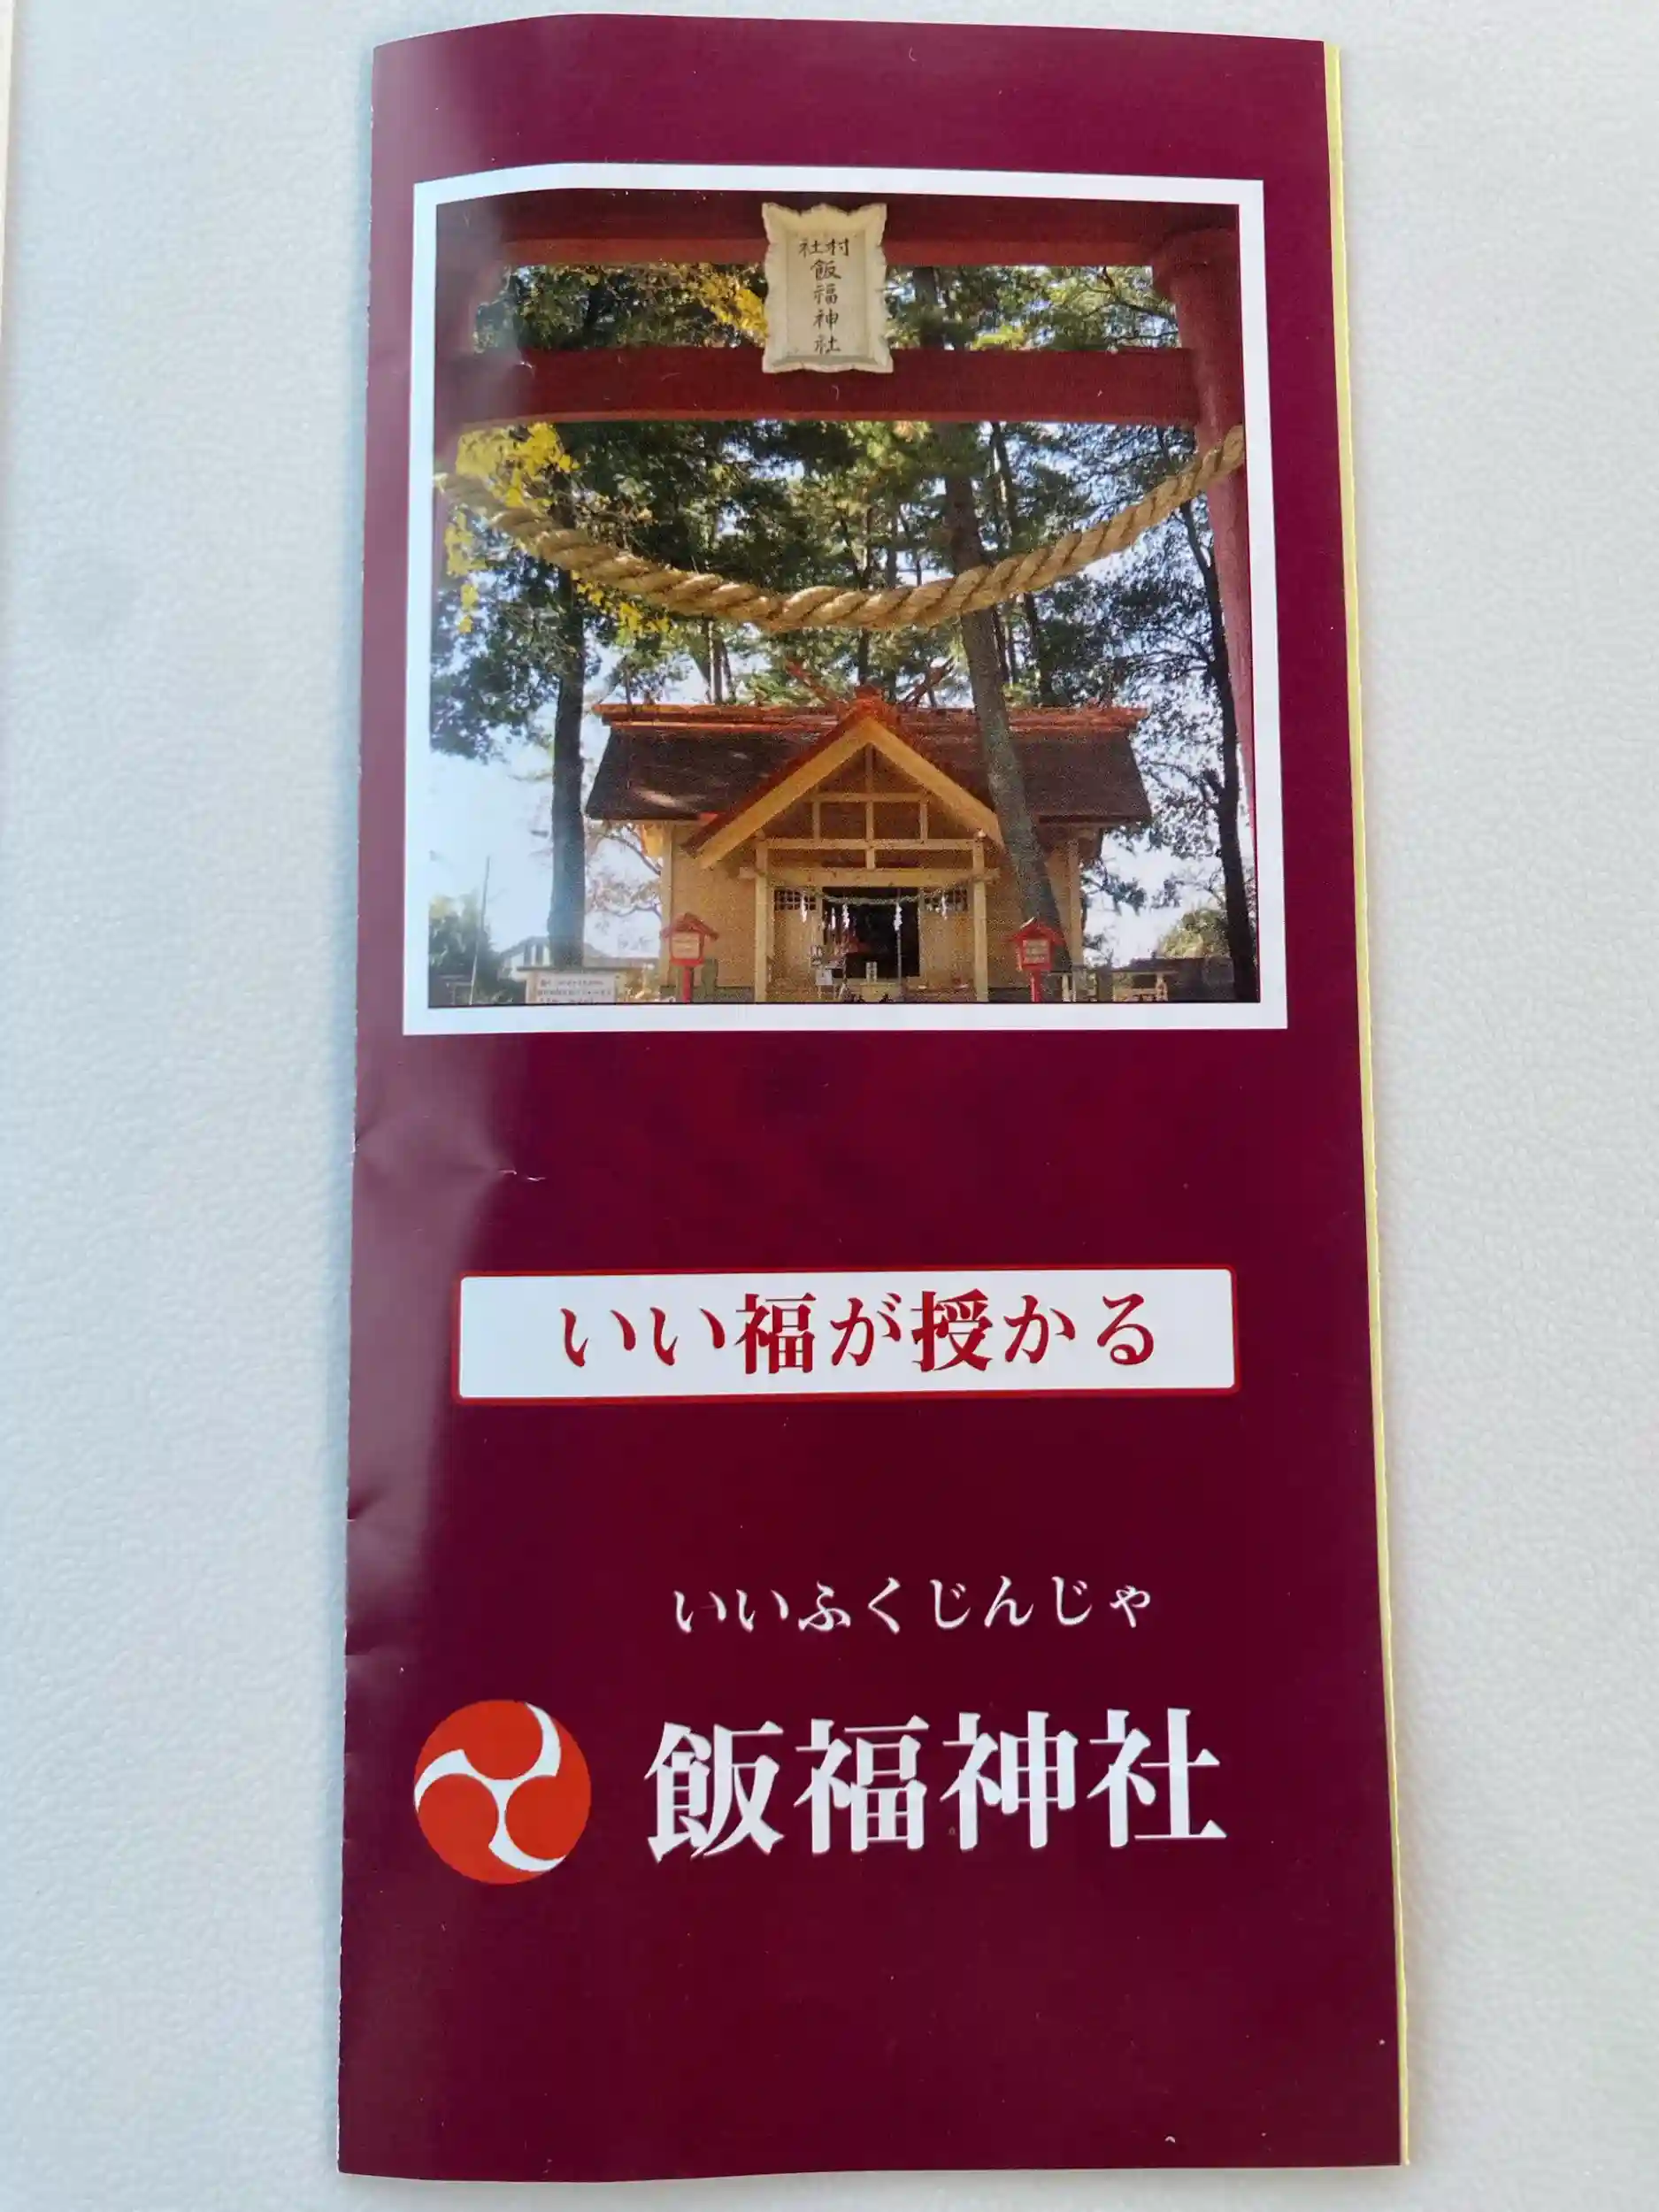 村社
飯福神社
いい福が授かる
いいふくじんじゃ
飯福神社